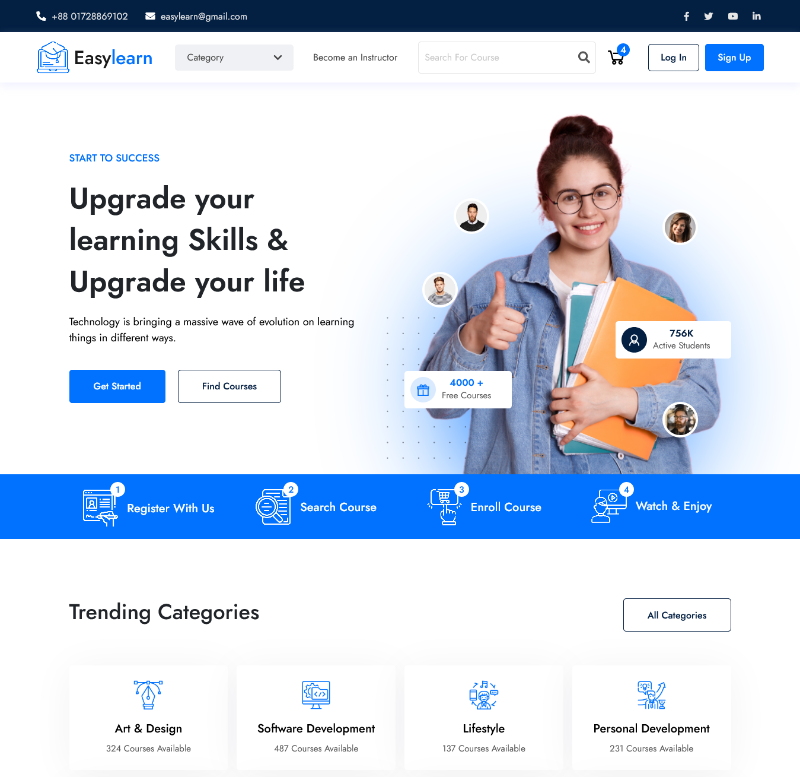 +88 01728869102
easylearn@gmail.com
Easylearn
Category
Become an Instructor
Search For Course
4
Log In
Sign Up
START TO SUCCESS
Upgrade your
learning Skills &
Upgrade your life
Technology is bringing a massive wave of evolution on learning
things in different ways.
Get Started
Find Courses
756K
Active Students
4000 +
Free Courses
1
Register With Us
2
Search Course
3
Enroll Course
4
Watch & Enjoy
Trending Categories
All Categories
Art & Design
324 Courses Available
Software Development
487 Courses Available
Lifestyle
137 Courses Available
Personal Development
231 Courses Available